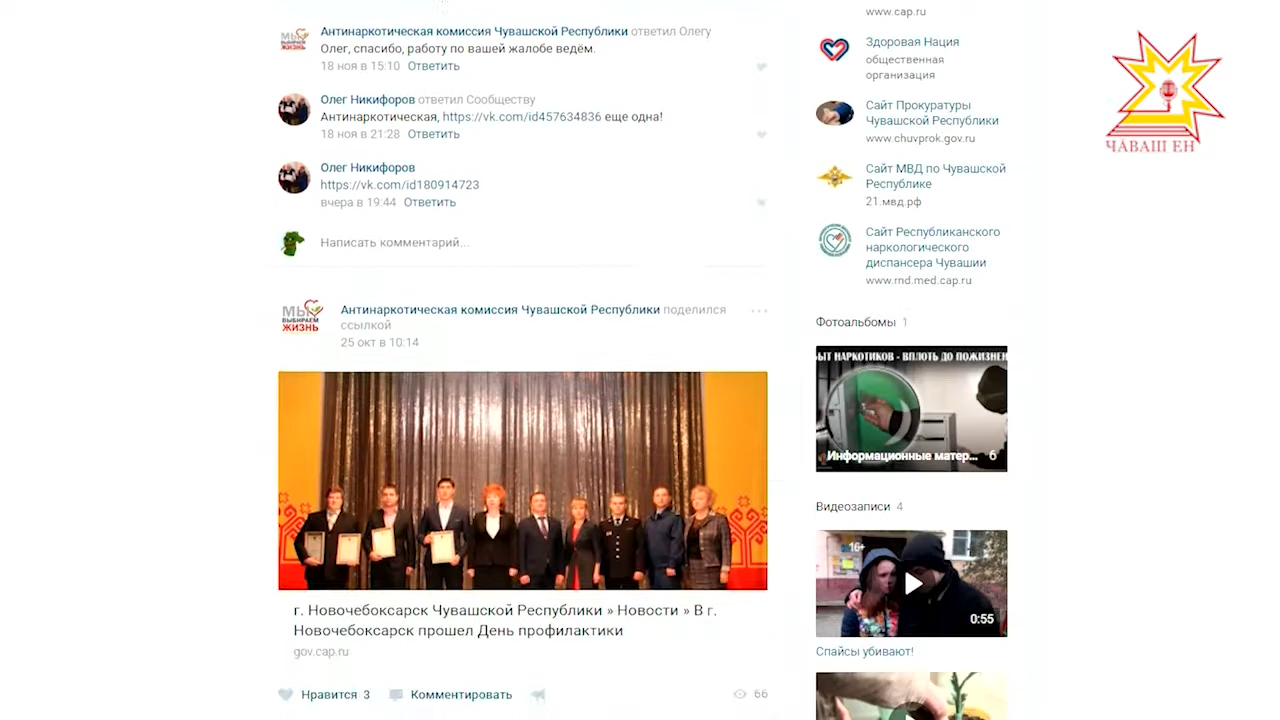 Антинаркотическая комиссия Чувашской Республики ответил Олегу
Олег, спасибо, работу по вашей жалобе ведём.
18 ноя в 15:10 Ответить
Олег Никифоров ответил Сообществу
Антинаркотическая, https://vk.com/id457634836 еще одна!
18 ноя в 21:28 Ответить
Олег Никифоров
https://vk.com/id180914723
вчера в 19:44 Ответить
Написать комментарий...
МЫ
ВЫБИРАЕМ
ЖИЗНЬ
Антинаркотическая комиссия Чувашской Республики поделился
ссылкой
25 окт в 10:14
г. Новочебоксарск Чувашской Республики » Новости » В г.
Новочебоксарск прошел День профилактики
gov.cap.ru
Нравится 3 Комментировать 66
www.cap.ru
Здоровая Нация
общественная
организация
Сайт Прокуратуры
Чувашской Республики
www.chuvprok.gov.ru
Сайт МВД по Чувашской
Республике
21.мвд.рф
Сайт Республиканского
наркологического
диспансера Чувашии
www.rnd.med.cap.ru
Фотоальбомы 1
ЫТ НАРКОТИКОВ - ВПЛОТЬ ДО ПОЖИЗНЕН
Информационные матер... 6
Видеозаписи 4
16+
0:55
Спайсы убивают!
ЧӐВАШ ЕН